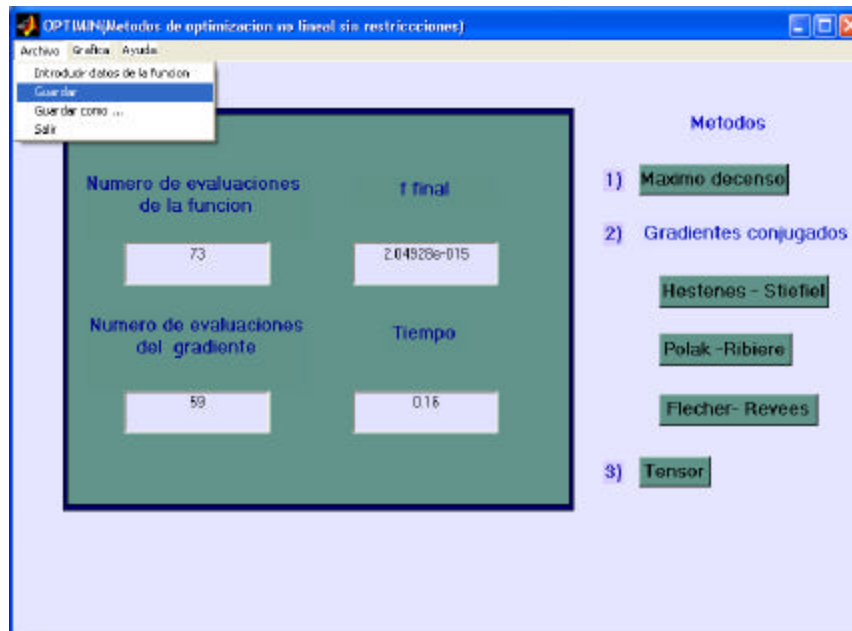 OPTIMIN(Metodos de optimizacion no lineal sin restriccciones)
Archivo Grafica Ayuda
Introducir datos de la funcion
Guardar
Guardar como ...
Salir
Metodos
Numero de evaluaciones
de la funcion
f final
1) Maximo decenso
2) Gradientes conjugados
73
2.04928e-015
Hestenes - Stiefiel
Numero de evaluaciones
del gradiente
Tiempo
Polak -Ribiere
59
0.16
Flecher- Revees
3) Tensor